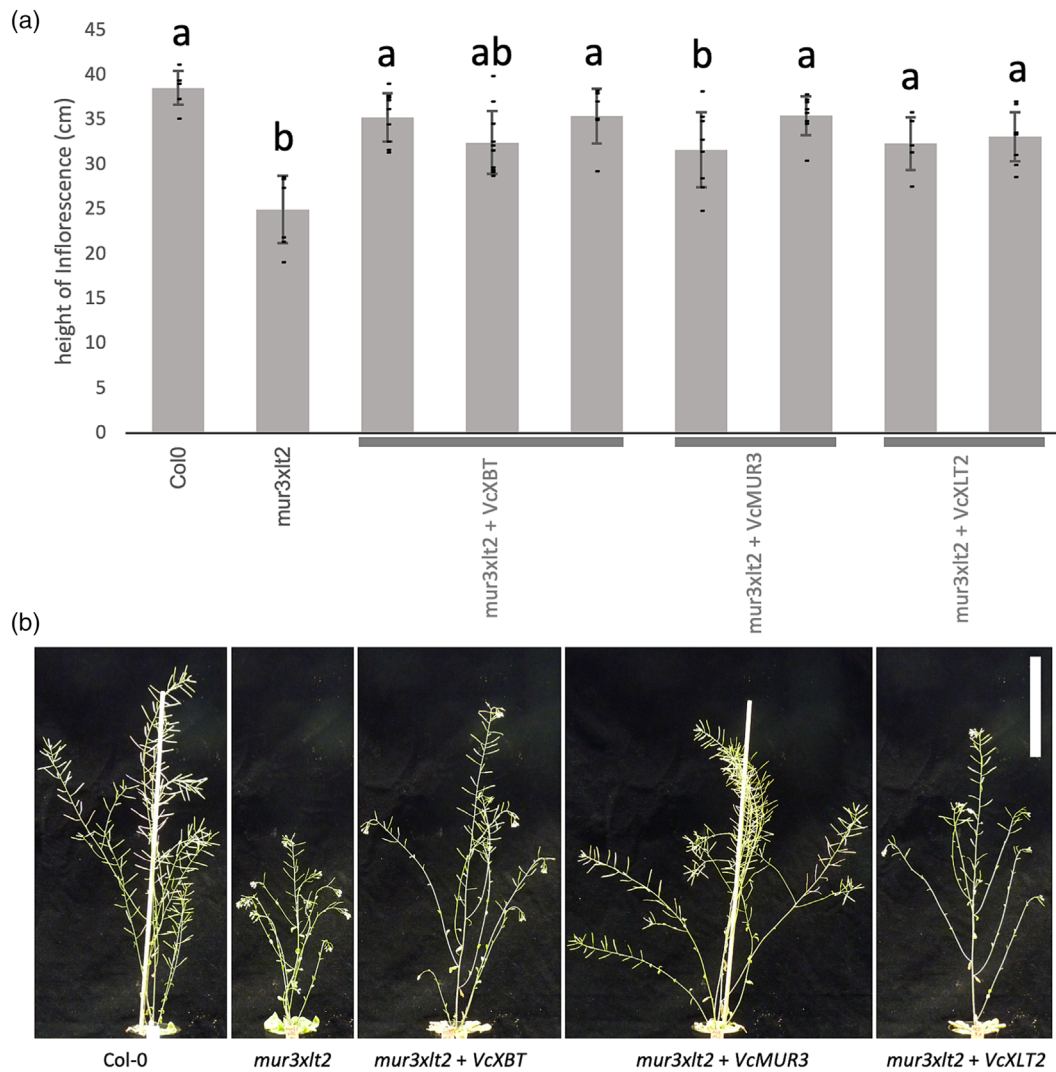 (a)
height of Inflorescence (cm)
45
40
35
30
25
20
15
10
5
0
a
b
a
ab
a
b
a
a
a
Col0
mur3xlt2
mur3xlt2 + VcXBT
mur3xlt2 + VcMUR3
mur3xlt2 + VcXLT2
(b)
Col-0
mur3xlt2
mur3xlt2 + VcXBT
mur3xlt2 + VcMUR3
mur3xlt2 + VcXLT2